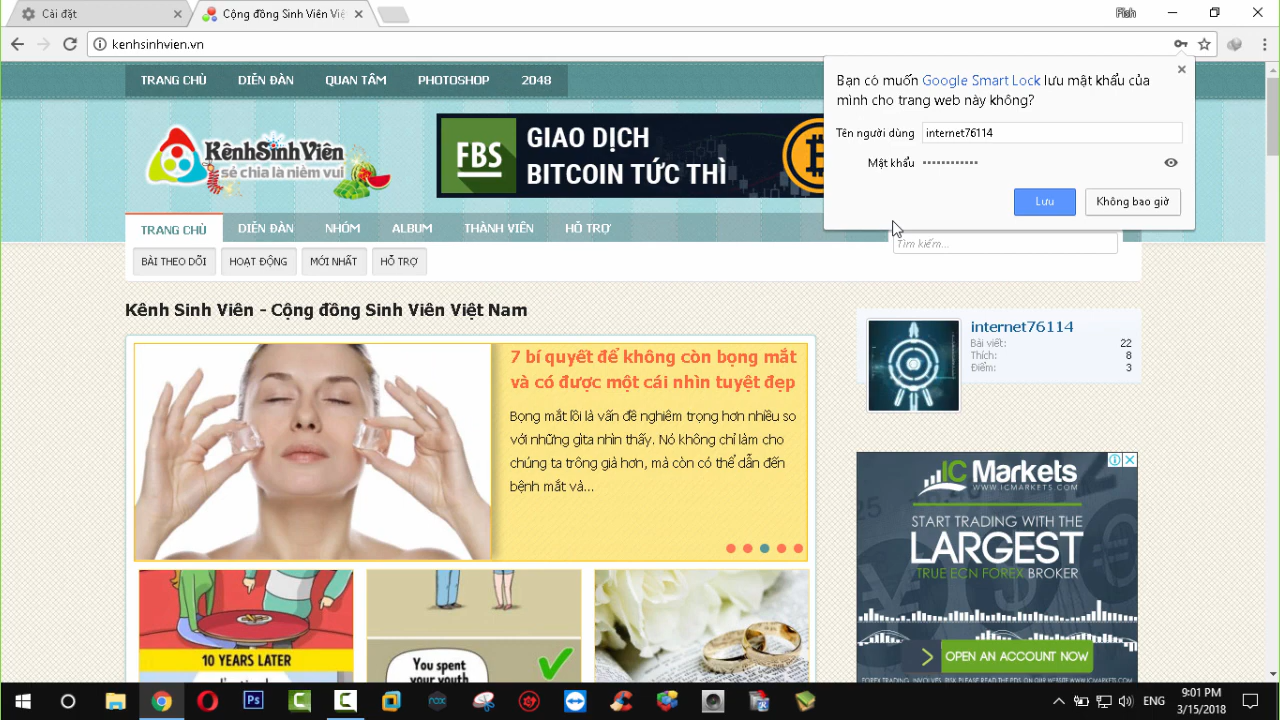 Cài đặt
Cộng đồng Sinh Viên Việ
Fish
kenhsinhvien.vn
TRANG CHỦ DIỄN ĐÀN QUAN TÂM PHOTOSHOP 2048
Bạn có muốn Google Smart Lock lưu mật khẩu của
mình cho trang web này không?
Tên người dùng internet76114
Mật khẩu ••••••••••••
Lưu Không bao giờ
KênhSinhViên
sẻ chia là niềm vui
FBS
GIAO DỊCH
BITCOIN TỨC THÌ
TRANG CHỦ DIỄN ĐÀN NHÓM ALBUM THÀNH VIÊN HỖ TRỢ
Tìm kiếm...
BÀI THEO DÕI HOẠT ĐỘNG MỚI NHẤT HỖ TRỢ
Kênh Sinh Viên - Cộng đồng Sinh Viên Việt Nam
7 bí quyết để không còn bọng mắt
và có được một cái nhìn tuyệt đẹp
Bọng mắt lồi là vấn đề nghiêm trọng hơn nhiều so
với những gìta nhìn thấy. Nó không chỉ làm cho
chúng ta trông già hơn, mà còn có thể dẫn đến
bệnh mắt và...
internet76114
Bài viết: 22
Thích: 8
Điểm: 3
IC Markets
WWW.ICMARKETS.COM
START TRADING WITH THE
LARGEST
TRUE ECN FOREX BROKER
OPEN AN ACCOUNT NOW
10 YEARS LATER
You spent
your youth
Ps
nox
ENG
9:01 PM
3/15/2018